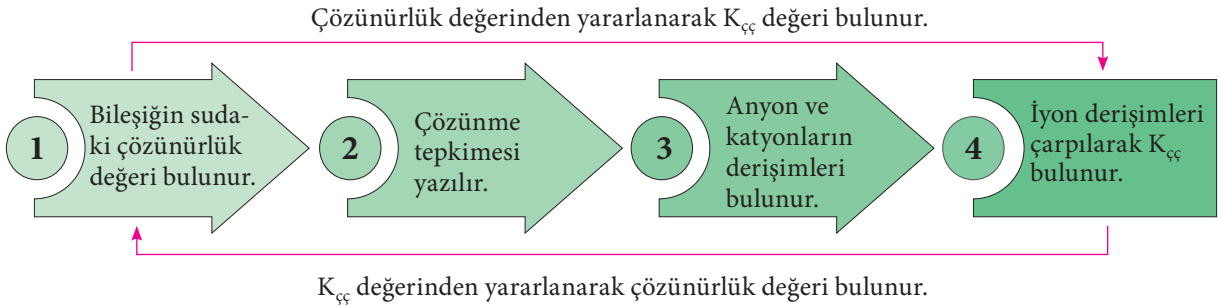 Çözünürlük değerinden yararlanarak Kçç değeri bulunur.
1
Bileşiğin suda-
ki çözünürlük
değeri bulunur.
2
Çözünme
tepkimesi
yazılır.
3
Anyon ve
katyonların
derişimleri
bulunur.
4
İyon derişimleri
çarpılarak Kçç
bulunur.
Kçç değerinden yararlanarak çözünürlük değeri bulunur.